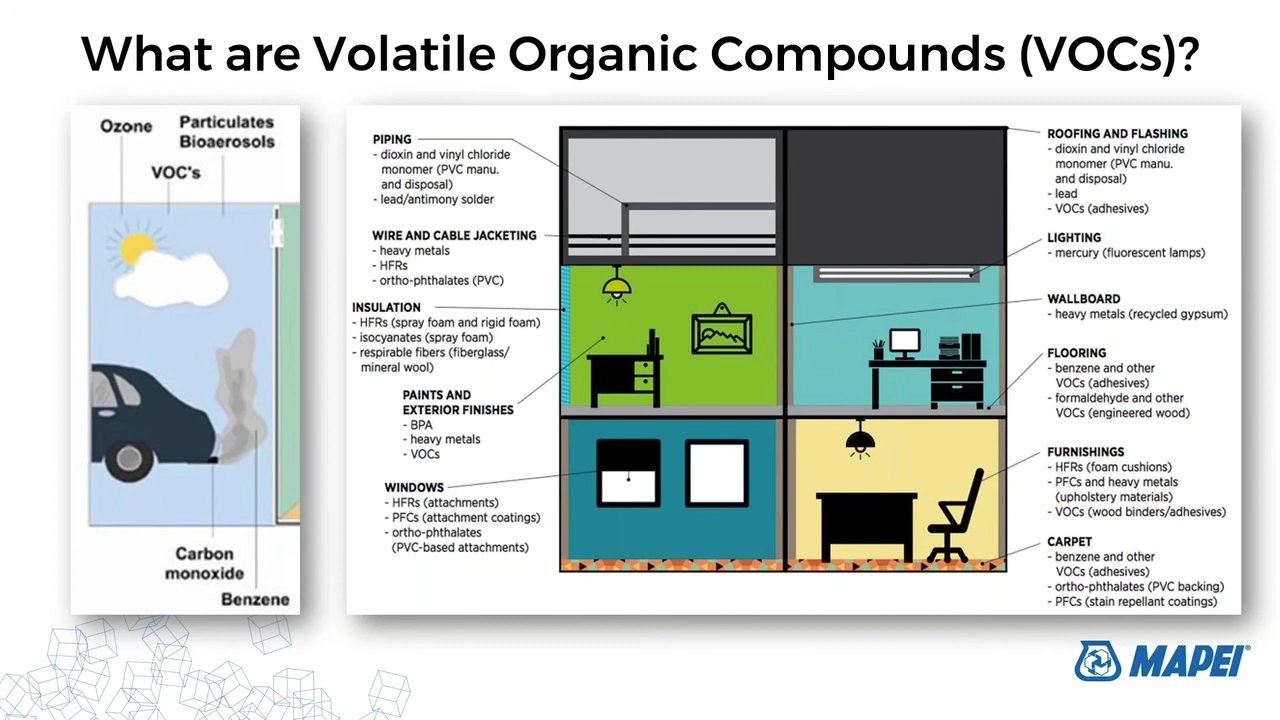 What are Volatile Organic Compounds (VOCs)?
Ozone
Particulates
Bioaerosols
VOC's
Carbon
monoxide
Benzene
PIPING
- dioxin and vinyl chloride
monomer (PVC manu.
and disposal)
- lead/antimony solder
WIRE AND CABLE JACKETING
- heavy metals
- HFRs
- ortho-phthalates (PVC)
INSULATION
- HFRs (spray foam and rigid foam)
- isocyanates (spray foam)
- respirable fibers (fiberglass/
mineral wool)
PAINTS AND
EXTERIOR FINISHES
- BPA
- heavy metals
- VOCs
WINDOWS
- HFRs (attachments)
- PFCs (attachment coatings)
- ortho-phthalates
(PVC-based attachments)
ROOFING AND FLASHING
- dioxin and vinyl chloride
monomer (PVC manu.
and disposal)
- lead
- VOCs (adhesives)
LIGHTING
- mercury (fluorescent lamps)
WALLBOARD
- heavy metals (recycled gypsum)
FLOORING
- benzene and other
VOCs (adhesives)
- formaldehyde and other
VOCs (engineered wood)
FURNISHINGS
- HFRs (foam cushions)
- PFCs and heavy metals
(upholstery materials)
- VOCs (wood binders/adhesives)
CARPET
- benzene and other
VOCs (adhesives)
- ortho-phthalates (PVC backing)
- PFCs (stain repellant coatings)
MAPEI®